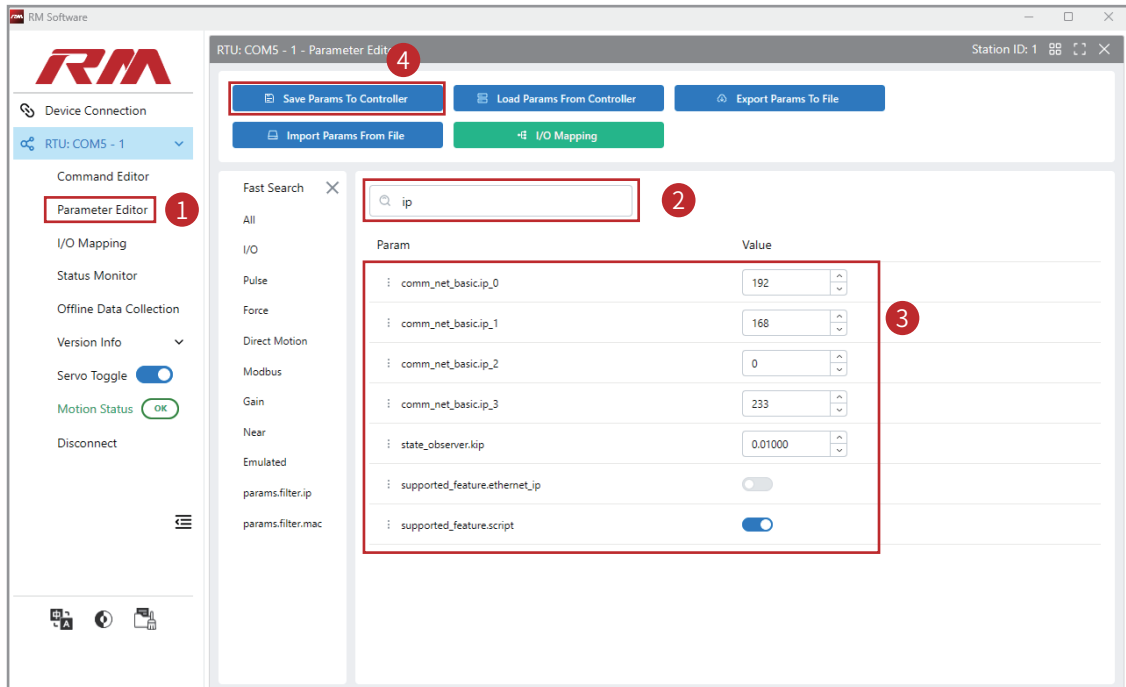 RM Software
RM
Device Connection
RTU: COM5 - 1
Command Editor
Parameter Editor
1
I/O Mapping
Status Monitor
Offline Data Collection
Version Info
Servo Toggle
Motion Status OK
Disconnect
中 A
RTU: COM5 - 1 - Parameter Edit
Station ID: 1
4
Save Params To Controller
Load Params From Controller
Export Params To File
Import Params From File
I/O Mapping
Fast Search
All
I/O
Pulse
Force
Direct Motion
Modbus
Gain
Near
Emulated
params.filter.ip
params.filter.mac
ip
2
Param Value
comm_net_basic.ip_0 192
comm_net_basic.ip_1 168
3
comm_net_basic.ip_2 0
comm_net_basic.ip_3 233
state_observer.kip 0.01000
supported_feature.ethernet_ip
supported_feature.script